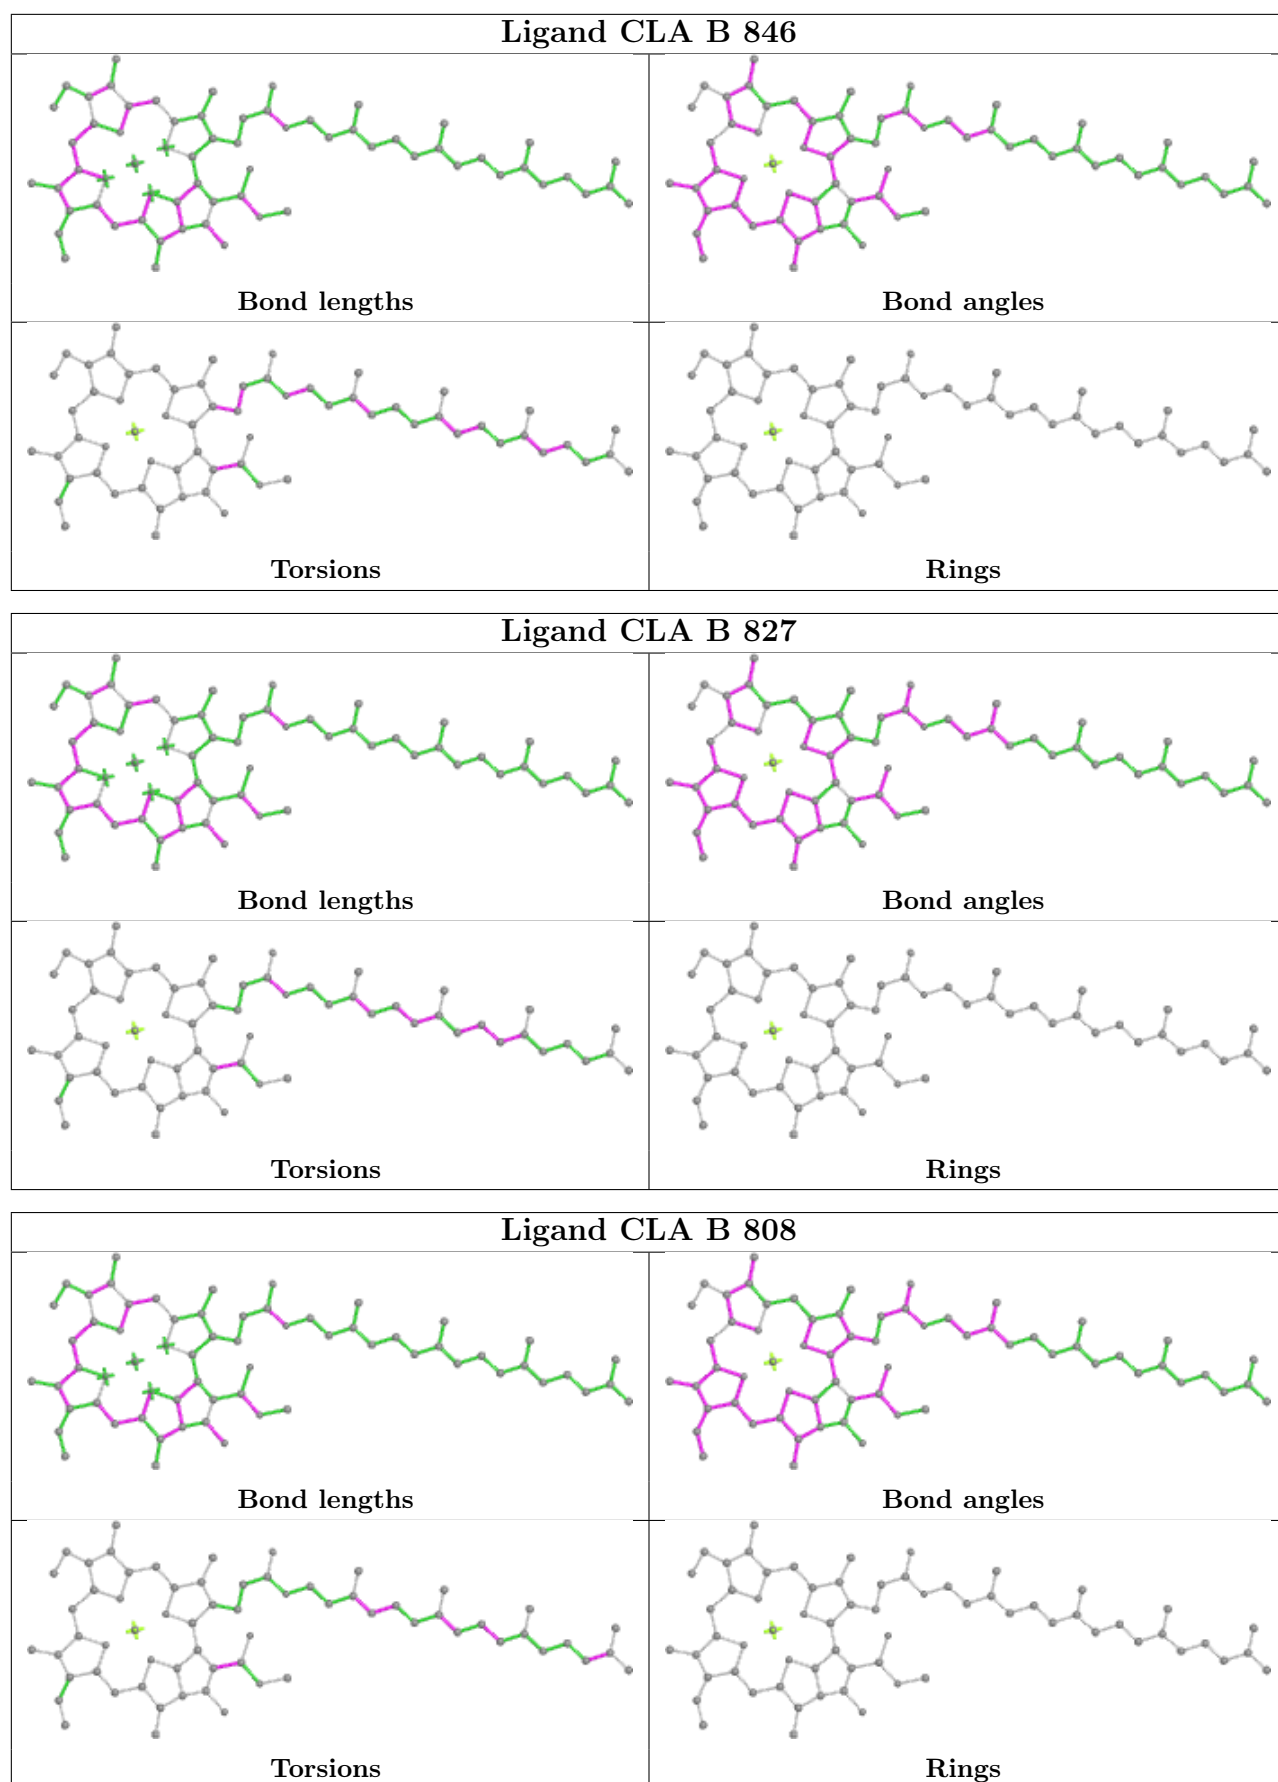 Ligand CLA B 846
Bond lengths
Bond angles
Torsions
Rings
Ligand CLA B 827
Bond lengths
Bond angles
Torsions
Rings
Ligand CLA B 808
Bond lengths
Bond angles
Torsions
Rings